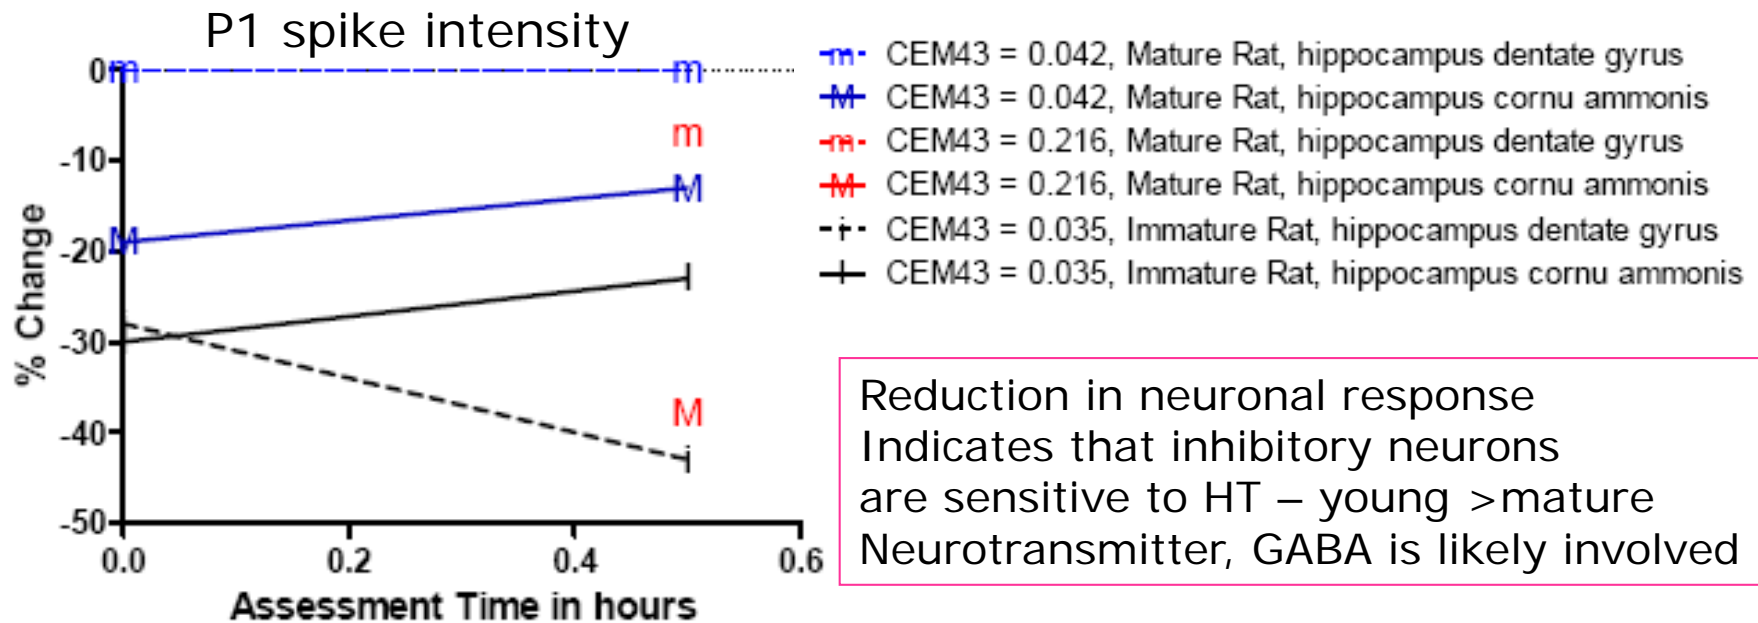 P1 spike intensity
0
-10
-20
-30
-40
-50
% Change
m
m
m
M
M
M
0.0 0.2 0.4 0.6
Assessment Time in hours
m CEM43 = 0.042, Mature Rat, hippocampus dentate gyrus
M CEM43 = 0.042, Mature Rat, hippocampus cornu ammonis
m CEM43 = 0.216, Mature Rat, hippocampus dentate gyrus
M CEM43 = 0.216, Mature Rat, hippocampus cornu ammonis
i CEM43 = 0.035, Immature Rat, hippocampus dentate gyrus
I CEM43 = 0.035, Immature Rat, hippocampus cornu ammonis
I
i
Reduction in neuronal response
Indicates that inhibitory neurons
are sensitive to HT – young >mature
Neurotransmitter, GABA is likely involved